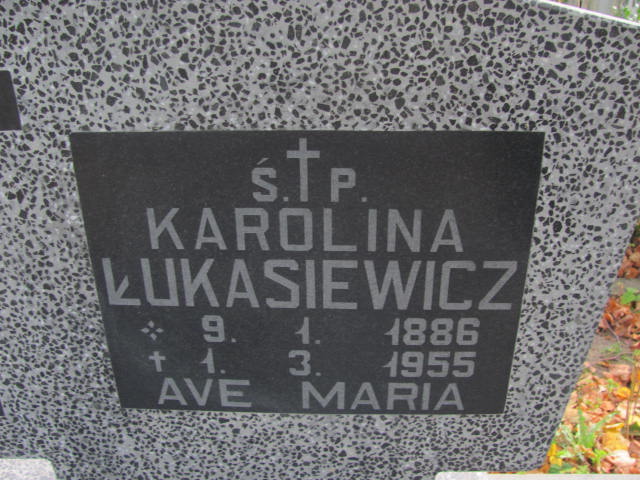 Ś.†P.
KAROLINA
ŁUKASIEWICZ
⁘ 9. 1. 1886
† 1. 3. 1955
AVE MARIA